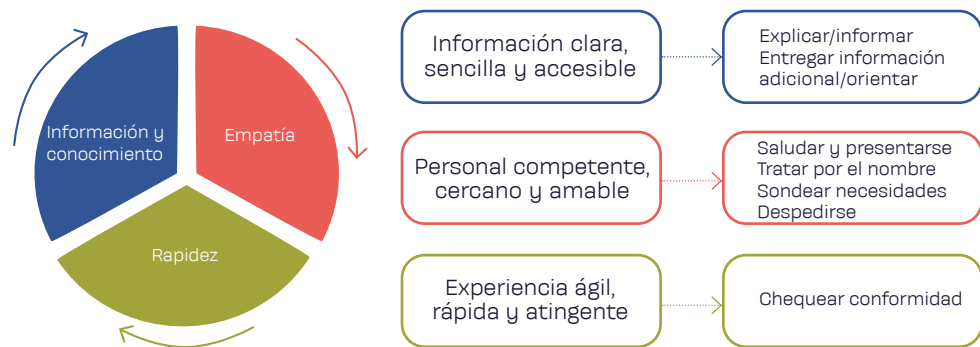 Información y
conocimiento
Empatía
Rapidez
Información clara,
sencilla y accesible
Explicar/informar
Entregar información
adicional/orientar
Personal competente,
cercano y amable
Saludar y presentarse
Tratar por el nombre
Sondear necesidades
Despedirse
Experiencia ágil,
rápida y atingente
Chequear conformidad